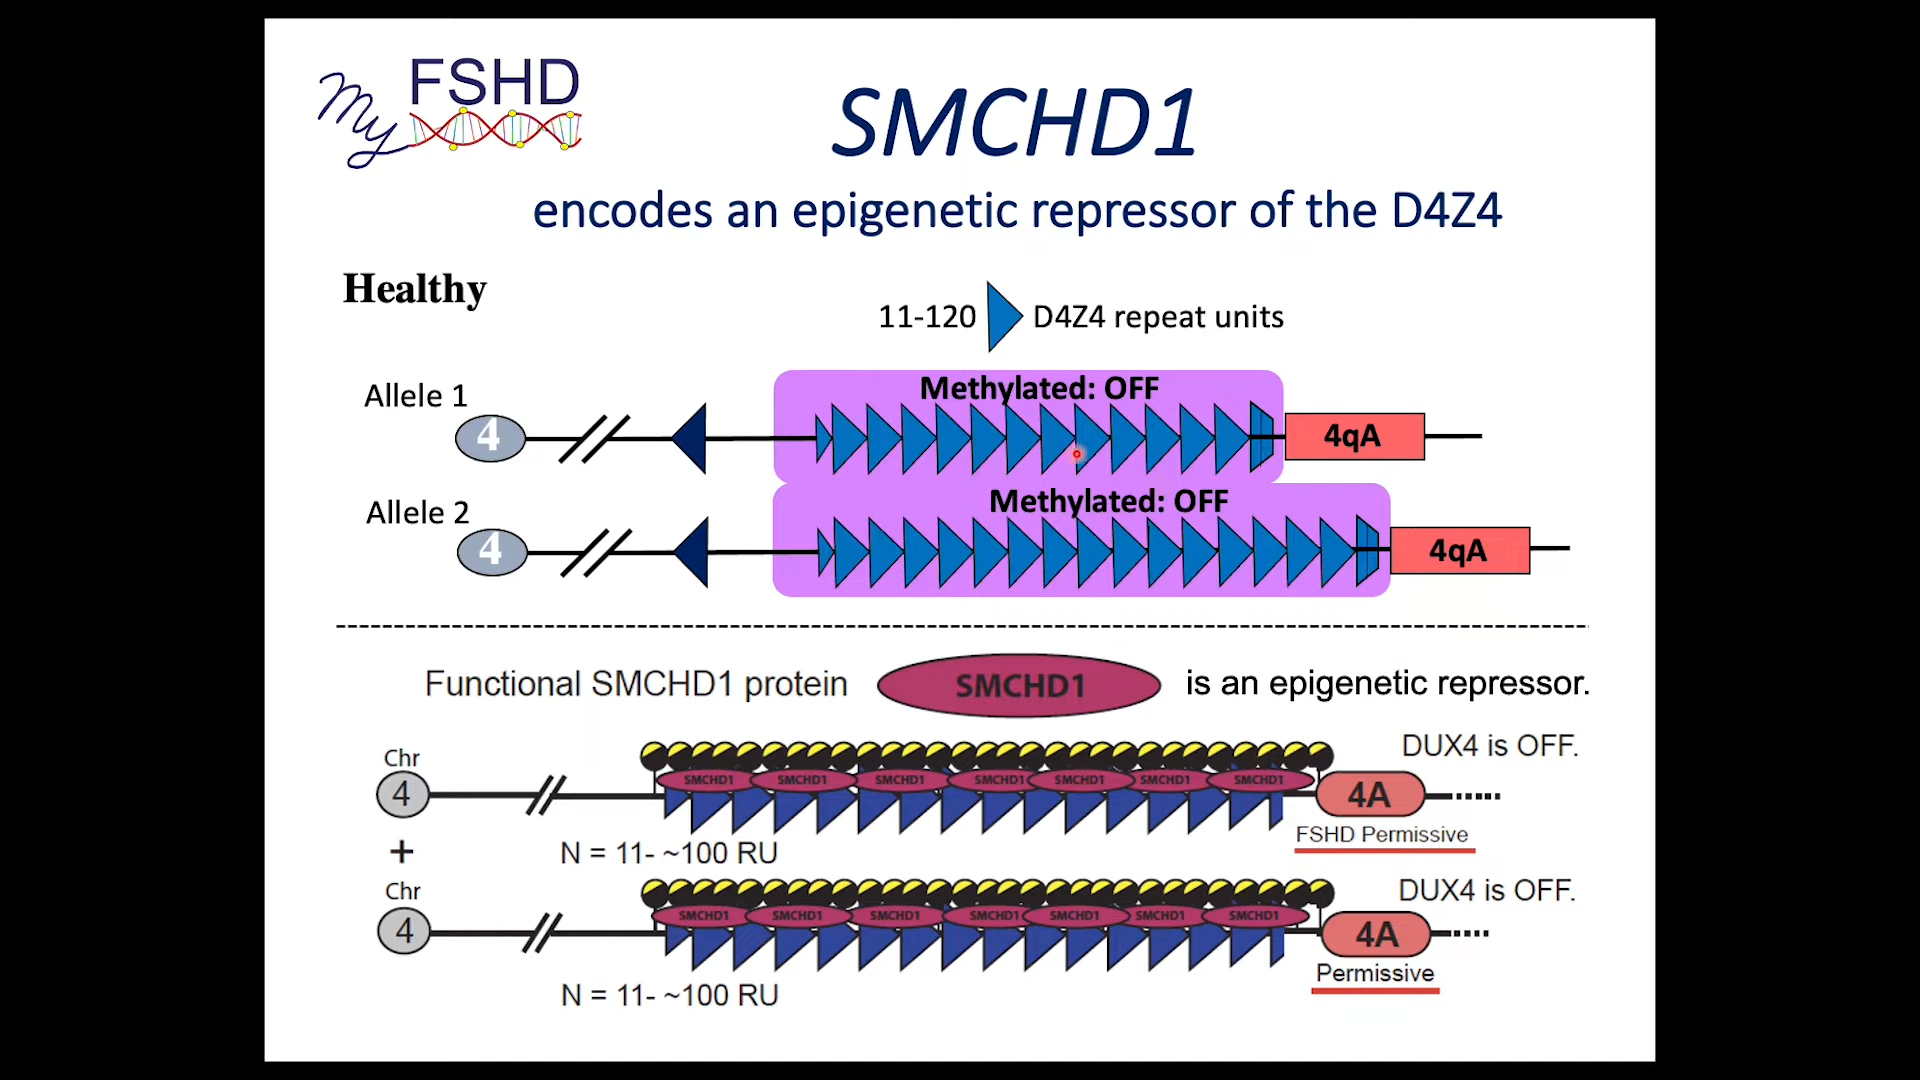 My FSHD
SMCHD1
encodes an epigenetic repressor of the D4Z4
Healthy
11-120 D4Z4 repeat units
Allele 1
Methylated: OFF
4
4qA
Allele 2
Methylated: OFF
4
4qA
Functional SMCHD1 protein SMCHD1 is an epigenetic repressor.
Chr
4
SMCHD1 SMCHD1 SMCHD1 SMCHD1 SMCHD1 SMCHD1 SMCHD1
DUX4 is OFF.
4A
FSHD Permissive
N = 11- ~100 RU
+
Chr
4
SMCHD1 SMCHD1 SMCHD1 SMCHD1 SMCHD1 SMCHD1 SMCHD1
DUX4 is OFF.
4A
Permissive
N = 11- ~100 RU